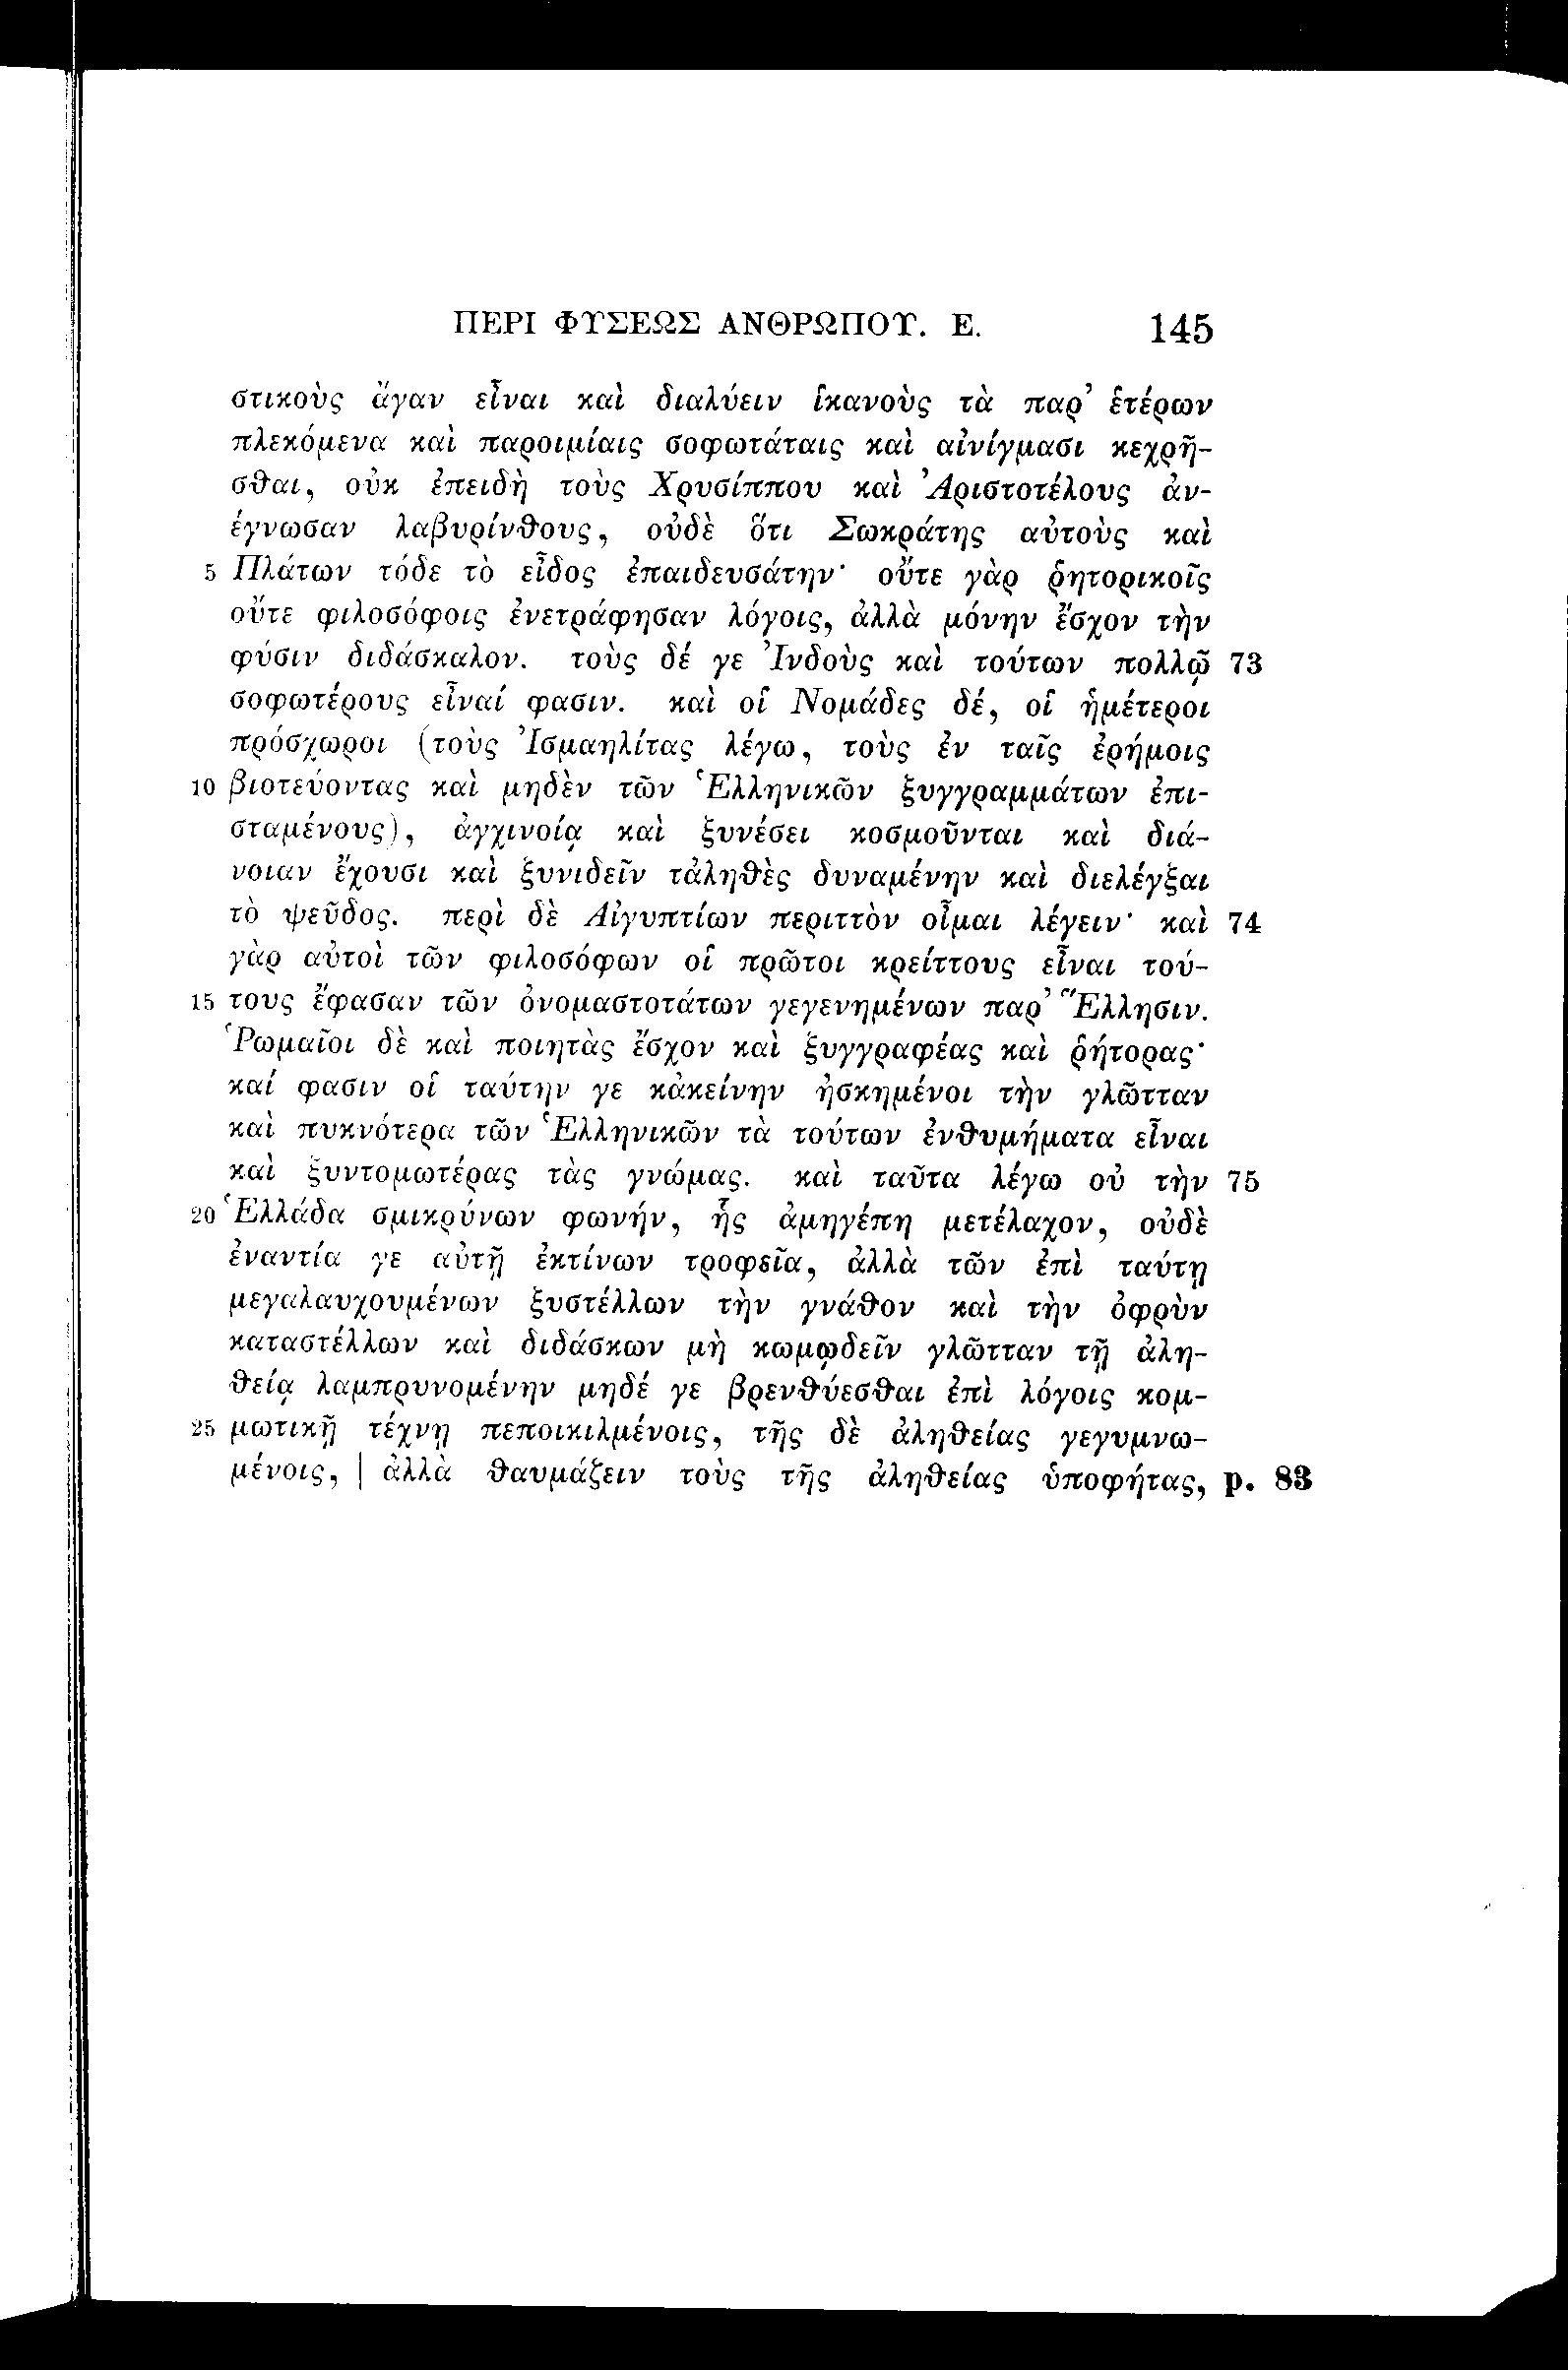 ΠΕΡΙ ΦΥΣΕΩΣ ΑΝΘΡΩΠΟΥ. Ε. 145
στικοὺς ἄγαν εἶναι καὶ διαλύειν ἱκανοὺς τὰ παρ’ ἑτέρων
πλεκόμενα καὶ παροιμίαις σοφωτάταις καὶ αἰνίγμασι κεχρῆ-
σθαι, οὐκ ἐπειδὴ τοὺς Χρυσίππου καὶ Ἀριστοτέλους ἀν-
έγνωσαν λαβυρίνθους, οὐδὲ ὅτι Σωκράτης αὐτοὺς καὶ
5 Πλάτων τόδε τὸ εἶδος ἐπαιδευσάτην· οὔτε γὰρ ῥητορικοῖς
οὔτε φιλοσόφοις ἐνετράφησαν λόγοις, ἀλλὰ μόνην ἔσχον τὴν
φύσιν διδάσκαλον. τοὺς δέ γε Ἰνδοὺς καὶ τούτων πολλῷ 73
σοφωτέρους εἶναί φασιν. καὶ οἱ Νομάδες δέ, οἱ ἡμέτεροι
πρόσχωροι (τοὺς Ἰσμαηλίτας λέγω, τοὺς ἐν ταῖς ἐρήμοις
10 βιοτεύοντας καὶ μηδὲν τῶν Ἑλληνικῶν ξυγγραμμάτων ἐπι-
σταμένους), ἀγχινοίᾳ καὶ ξυνέσει κοσμοῦνται καὶ διά-
νοιαν ἔχουσι καὶ ξυνιδεῖν τἀληθὲς δυναμένην καὶ διελέγξαι
τὸ ψεῦδος. περὶ δὲ Αἰγυπτίων περιττὸν οἶμαι λέγειν· καὶ 74
γὰρ αὐτοὶ τῶν φιλοσόφων οἱ πρῶτοι κρείττους εἶναι τού-
15 τους ἔφασαν τῶν ὀνομαστοτάτων γεγενημένων παρ’ Ἕλλησιν.
Ῥωμαῖοι δὲ καὶ ποιητὰς ἔσχον καὶ ξυγγραφέας καὶ ῥήτορας·
καί φασιν οἱ ταύτην γε κἀκείνην ἠσκημένοι τὴν γλῶτταν
καὶ πυκνότερα τῶν Ἑλληνικῶν τὰ τούτων ἐνθυμήματα εἶναι
καὶ ξυντομωτέρας τὰς γνώμας. καὶ ταῦτα λέγω οὐ τὴν 75
20 Ἑλλάδα σμικρύνων φωνήν, ἧς ἀμηγέπη μετέλαχον, οὐδὲ
ἐναντία γε αὐτῇ ἐκτίνων τροφεῖα, ἀλλὰ τῶν ἐπὶ ταύτῃ
μεγαλαυχουμένων ξυστέλλων τὴν γνάθον καὶ τὴν ὀφρὺν
καταστέλλων καὶ διδάσκων μὴ κωμῳδεῖν γλῶτταν τῇ ἀλη-
θείᾳ λαμπρυνομένην μηδέ γε βρενθύεσθαι ἐπὶ λόγοις κομ-
25 μωτικῇ τέχνῃ πεποικιλμένοις, τῆς δὲ ἀληθείας γεγυμνω-
μένοις, | ἀλλὰ θαυμάζειν τοὺς τῆς ἀληθείας ὑποφήτας, p. 83